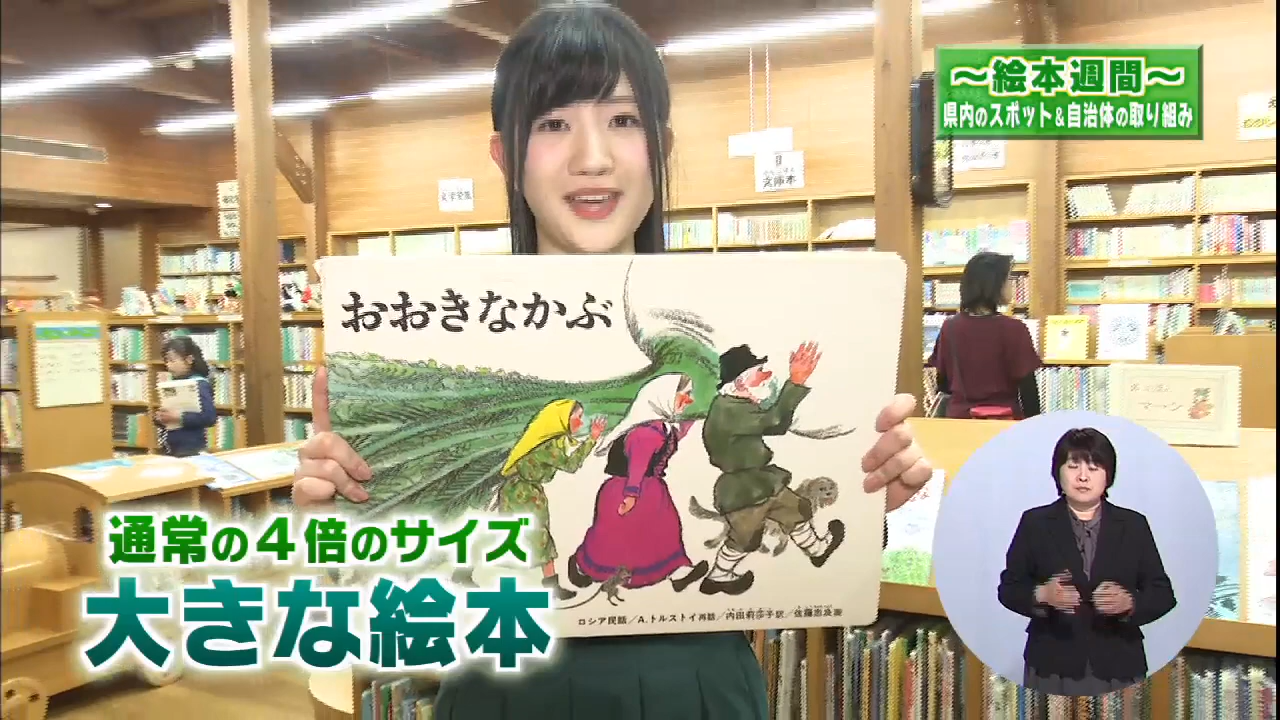 ～絵本週間～
県内のスポット&自治体の取り組み
文庫本
おおきなかぶ
通常の4倍のサイズ
大きな絵本
ロシア民話／A.トルストイ再話／内田莉莎子訳／佐藤忠良画